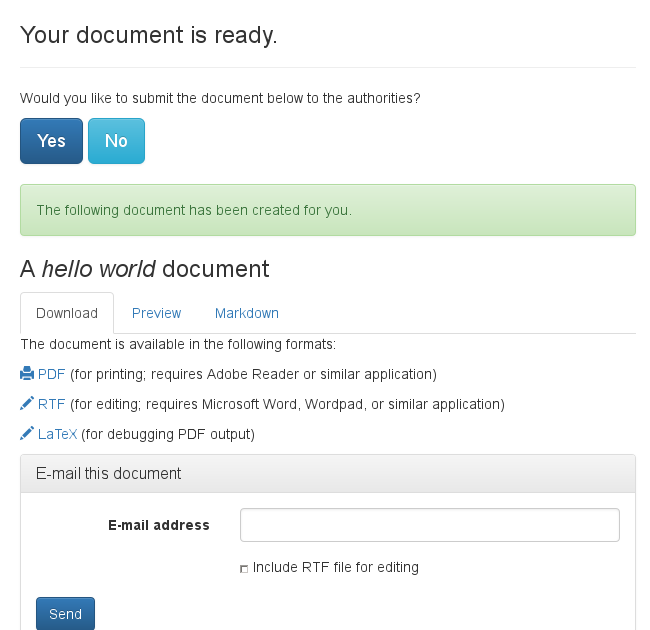 Your document is ready.
Would you like to submit the document below to the authorities?
Yes No
The following document has been created for you.
A hello world document
Download Preview Markdown
The document is available in the following formats:
PDF (for printing; requires Adobe Reader or similar application)
RTF (for editing; requires Microsoft Word, Wordpad, or similar application)
LaTeX (for debugging PDF output)
E-mail this document
E-mail address
Include RTF file for editing
Send